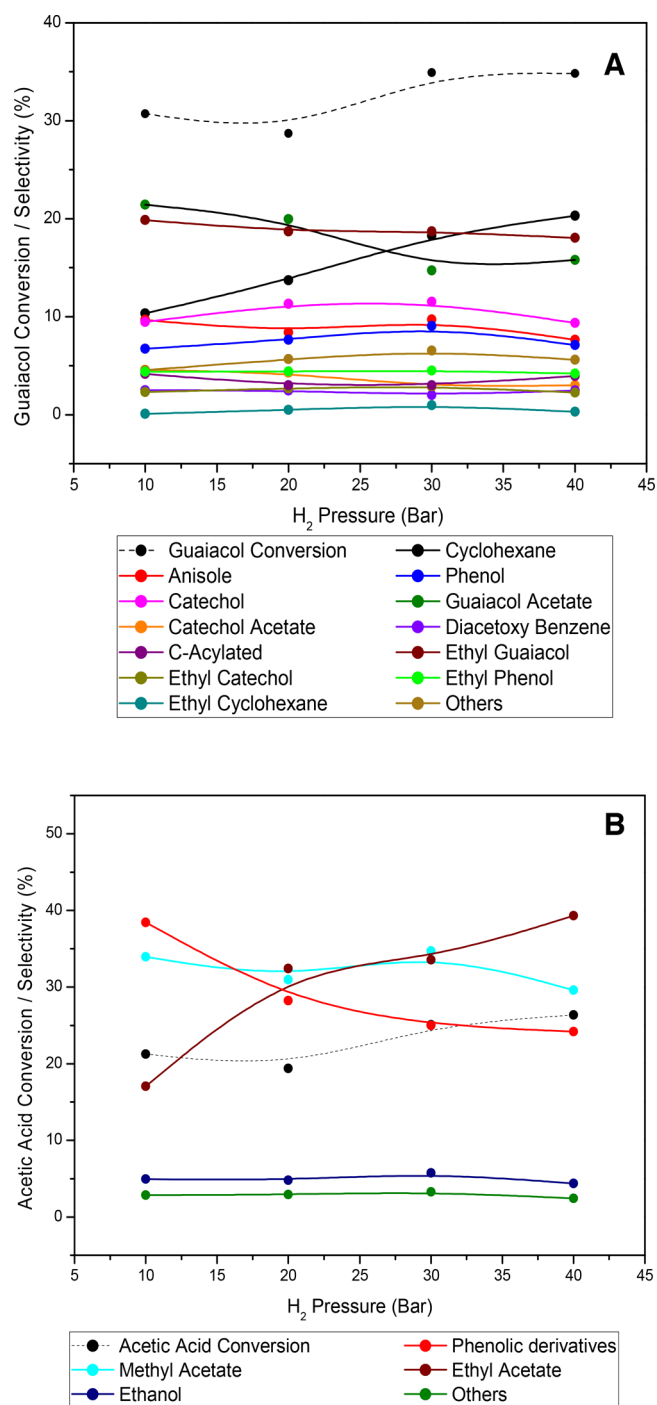 A
40
30
20
10
0
Guaiacol Conversion / Selectivity (%)
5 10 15 20 25 30 35 40 45
H2 Pressure (Bar)
Guaiacol Conversion Cyclohexane
Anisole Phenol
Catechol Guaiacol Acetate
Catechol Acetate Diacetoxy Benzene
C-Acylated Ethyl Guaiacol
Ethyl Catechol Ethyl Phenol
Ethyl Cyclohexane Others
B
50
40
30
20
10
0
Acetic Acid Conversion / Selectivity (%)
5 10 15 20 25 30 35 40 45
H2 Pressure (Bar)
Acetic Acid Conversion Phenolic derivatives
Methyl Acetate Ethyl Acetate
Ethanol Others